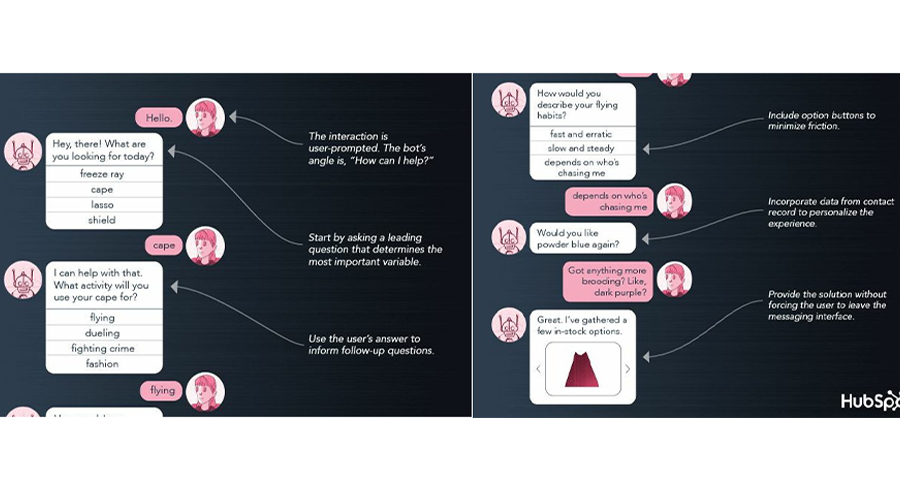 Hello.
The interaction is
user-prompted. The bot's
angle is, "How can I help?"
Hey, there! What are
you looking for today?
freeze ray
cape
lasso
shield
Start by asking a leading
question that determines the
most important variable.
cape
I can help with that.
What activity will you
use your cape for?
flying
dueling
fighting crime
fashion
Use the user's answer to
inform follow-up questions.
flying
How would you
describe your flying
habits?
fast and erratic
slow and steady
depends on who's
chasing me
Include option buttons to
minimize friction.
depends on who's
chasing me
Incorporate data from contact
record to personalize the
experience.
Would you like
powder blue again?
Got anything more
brooding? Like,
dark purple?
Provide the solution without
forcing the user to leave the
messaging interface.
Great. I've gathered a
few in-stock options.